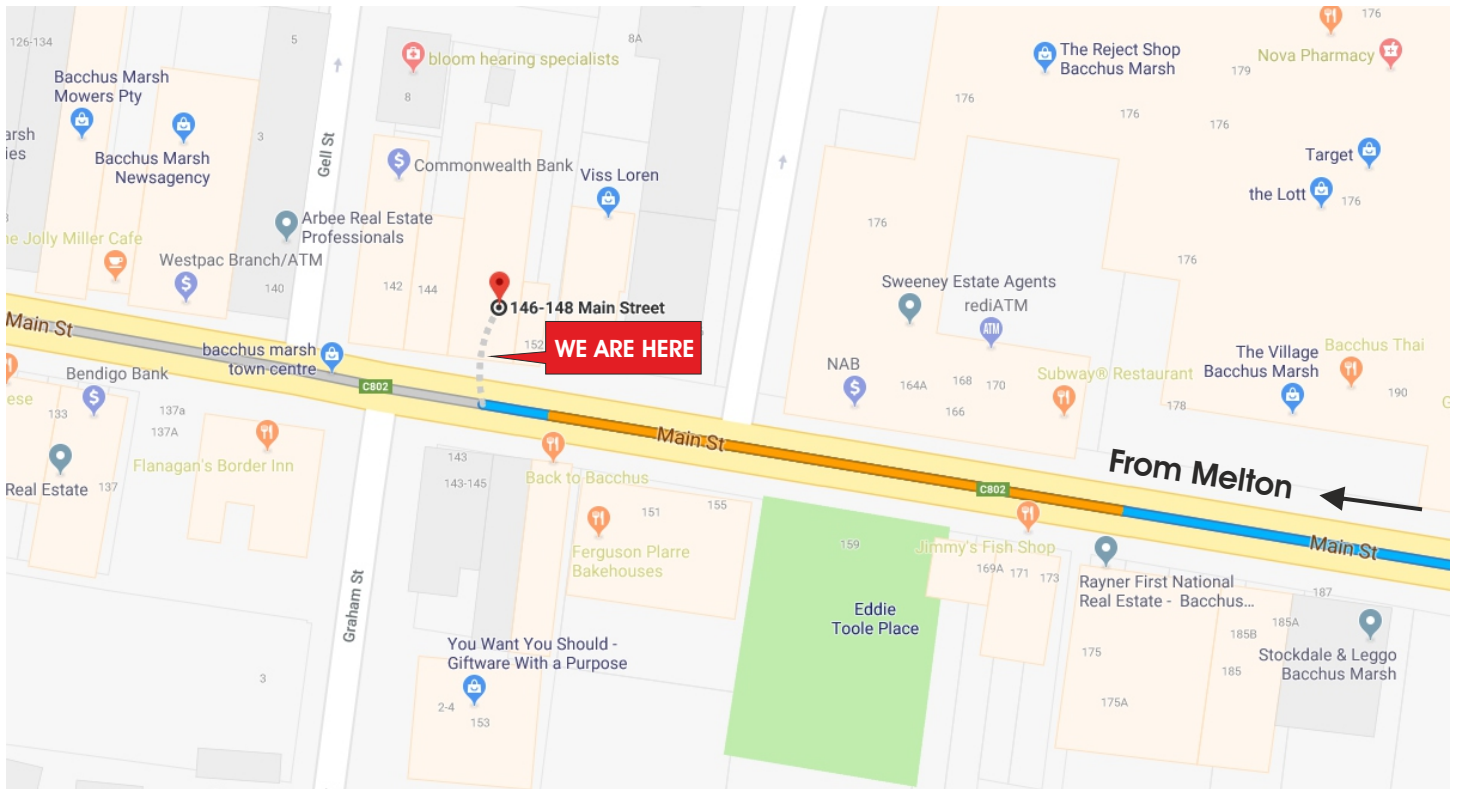 126-134
5
8A
176
bloom hearing specialists
The Reject Shop
Bacchus Marsh
Nova Pharmacy
179
Bacchus Marsh
Mowers Pty
8
176
176
176
arsh
ies
3
Gell St
Bacchus Marsh
Newsagency
Commonwealth Bank
Viss Loren
Target
the Lott
176
Arbee Real Estate
Professionals
176
ne Jolly Miller Cafe
Westpac Branch/ATM
176
140
142
144
Sweeney Estate Agents
rediATM
ATM
146-148 Main Street
Main St
152
WE ARE HERE
bacchus marsh
town centre
C802
Bendigo Bank
NAB
164A
168
170
166
Subway® Restaurant
The Village
Bacchus Marsh
Bacchus Thai
190
178
G
ese
133
137a
137A
Main St
From Melton
Flanagan's Border Inn
143
143-145
Back to Bacchus
C802
Real Estate
137
151
155
Ferguson Plarre
Bakehouses
159
Jimmy's Fish Shop
Main St
169A
171
173
Rayner First National
Real Estate - Bacchus...
187
Graham St
Eddie
Toole Place
185A
185B
You Want You Should -
Giftware With a Purpose
175
185
Stockdale & Leggo
Bacchus Marsh
3
2-4
153
175A